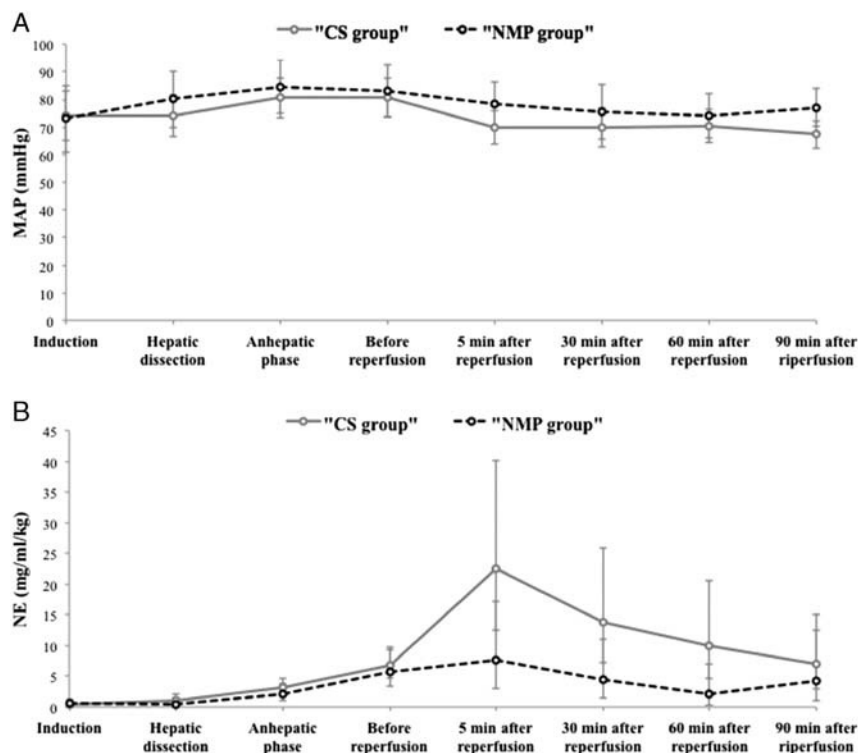 A
"CS group" "NMP group"
MAP (mmHg)
100
90
80
70
60
50
40
30
20
10
0
Induction Hepatic Anhepatic Before 5 min after 30 min after 60 min after 90 min after
dissection phase reperfusion reperfusion reperfusion reperfusion riperfusion
B
"CS group" "NMP group"
NE (mg/ml/kg)
45
40
35
30
25
20
15
10
5
0
Induction Hepatic Anhepatic Before 5 min after 30 min after 60 min after 90 min after
dissection phase reperfusion reperfusion reperfusion reperfusion riperfusion